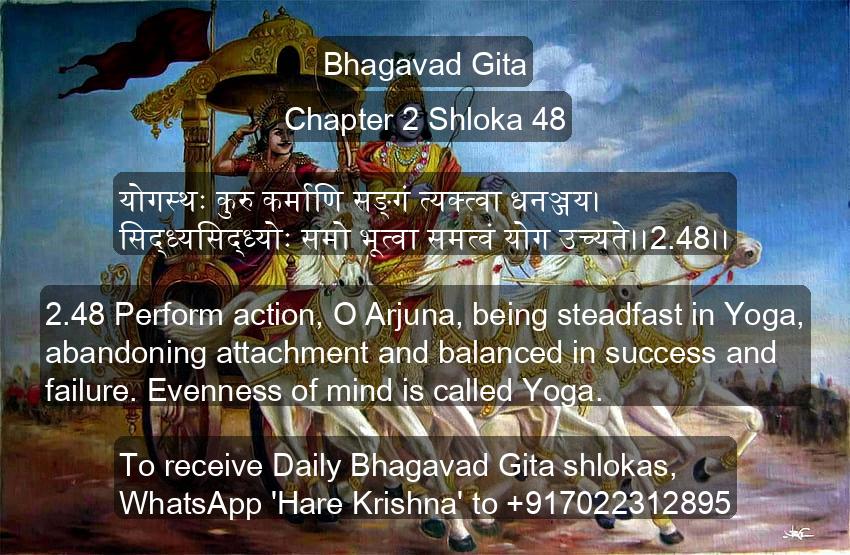 Bhagavad Gita
Chapter 2 Shloka 48
योगस्थः कुरु कर्माणि सङ्गं त्यक्त्वा धनञ्जय।
सिद्ध्यसिद्ध्योः समो भूत्वा समत्वं योग उच्यते।।2.48।।
2.48 Perform action, O Arjuna, being steadfast in Yoga,
abandoning attachment and balanced in success and
failure. Evenness of mind is called Yoga.
To receive Daily Bhagavad Gita shlokas,
WhatsApp 'Hare Krishna' to +917022312895